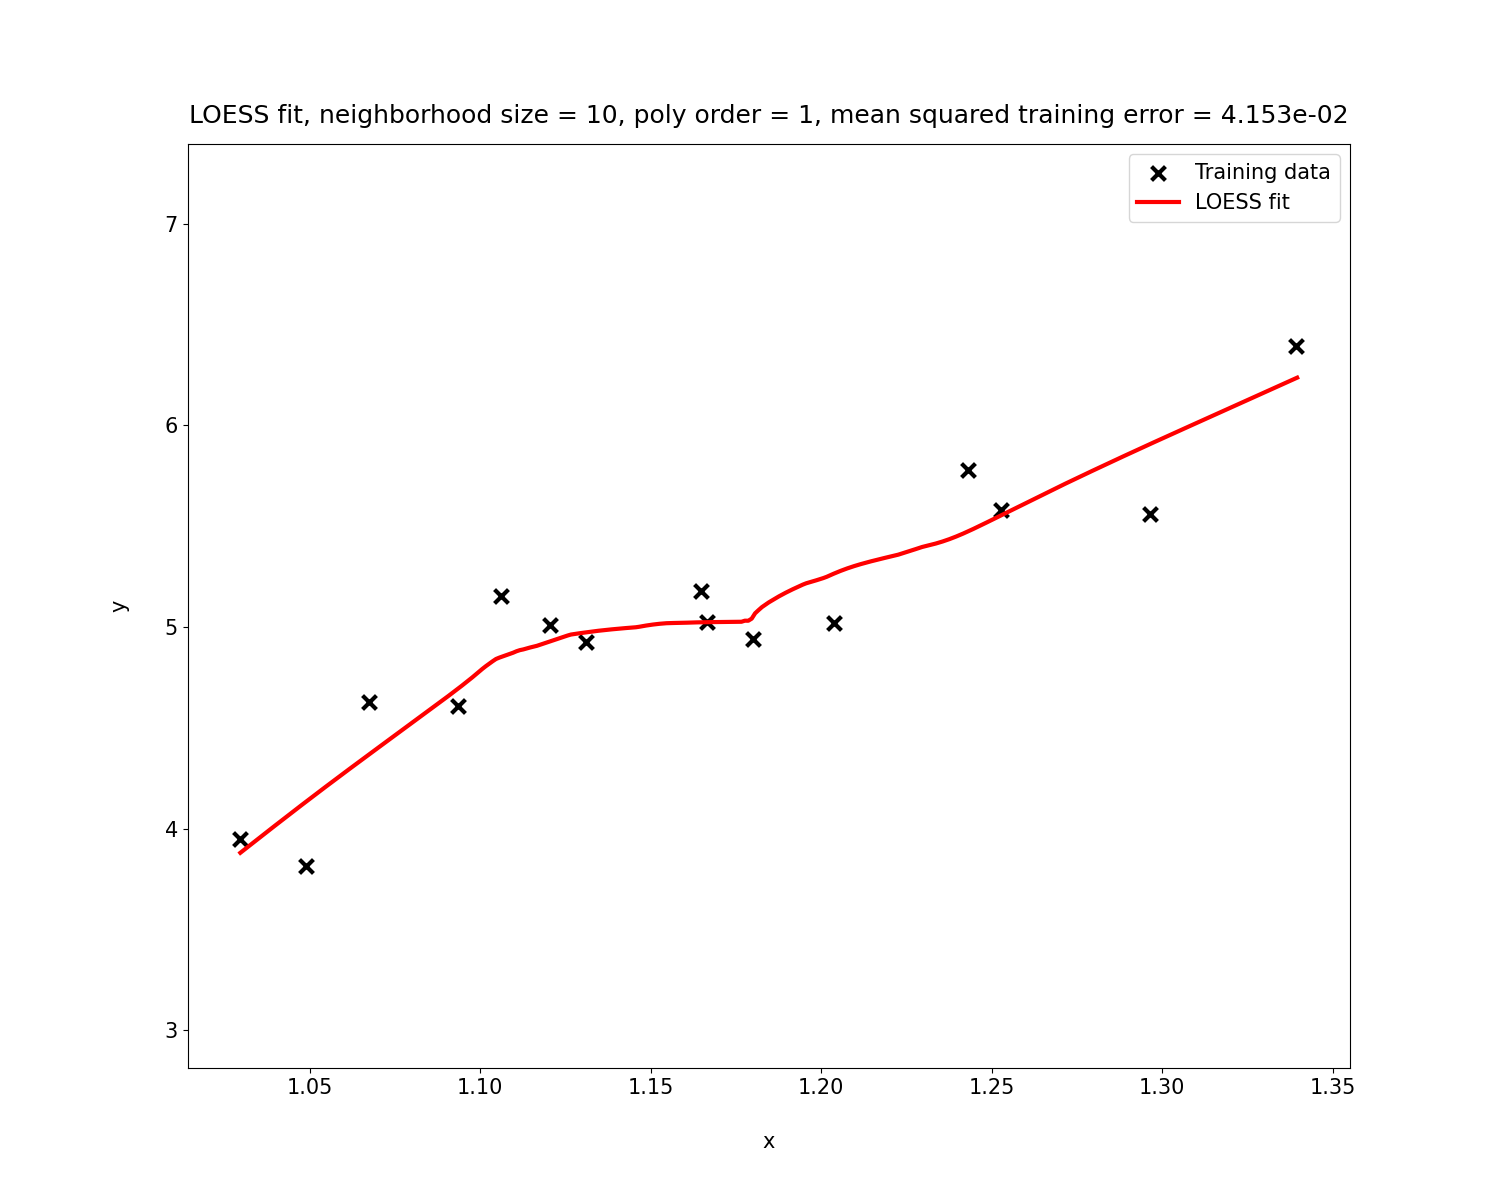 LOESS fit, neighborhood size = 10, poly order = 1, mean squared training error = 4.153e-02
Training data
LOESS fit
7
6
5
4
3
y
1.05 1.10 1.15 1.20 1.25 1.30 1.35
x